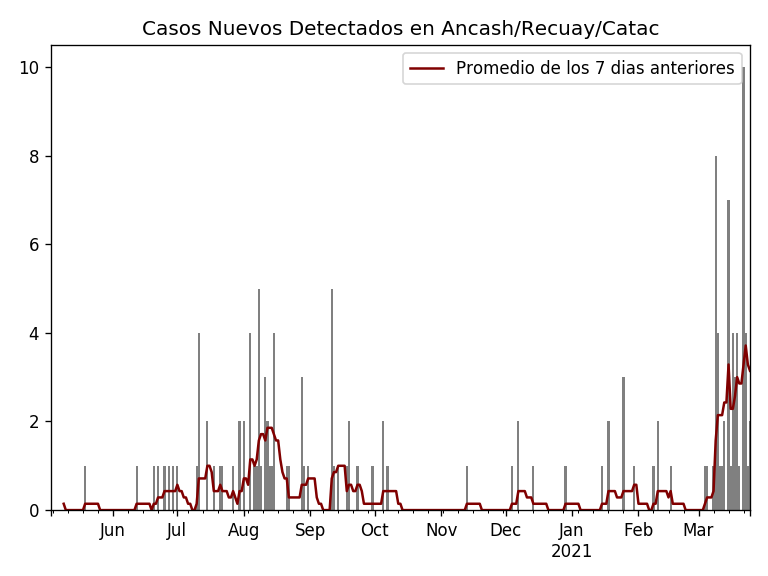 Casos Nuevos Detectados en Ancash/Recuay/Catac
Promedio de los 7 dias anteriores
10
8
6
4
2
0
Jun Jul Aug Sep Oct Nov Dec Jan Feb Mar
2021